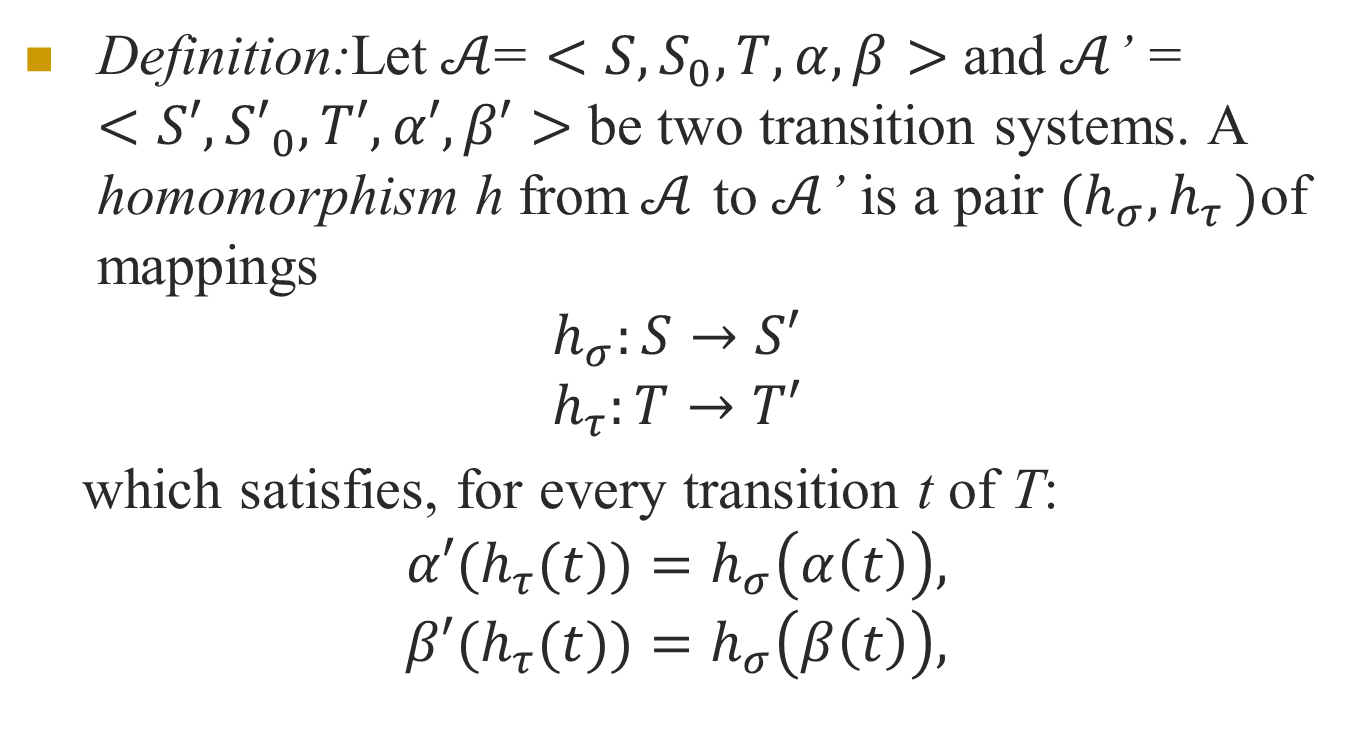 Definition:Let 𝒜= < S, S₀, T, α, β > and 𝒜’ =
< S′, S′₀, T′, α′, β′ > be two transition systems. A
homomorphism h from 𝒜 to 𝒜’ is a pair (h_σ, h_τ )of
mappings
h_σ: S → S′
h_τ: T → T′
which satisfies, for every transition t of T:
α′(h_τ(t)) = h_σ(α(t)),
β′(h_τ(t)) = h_σ(β(t)),